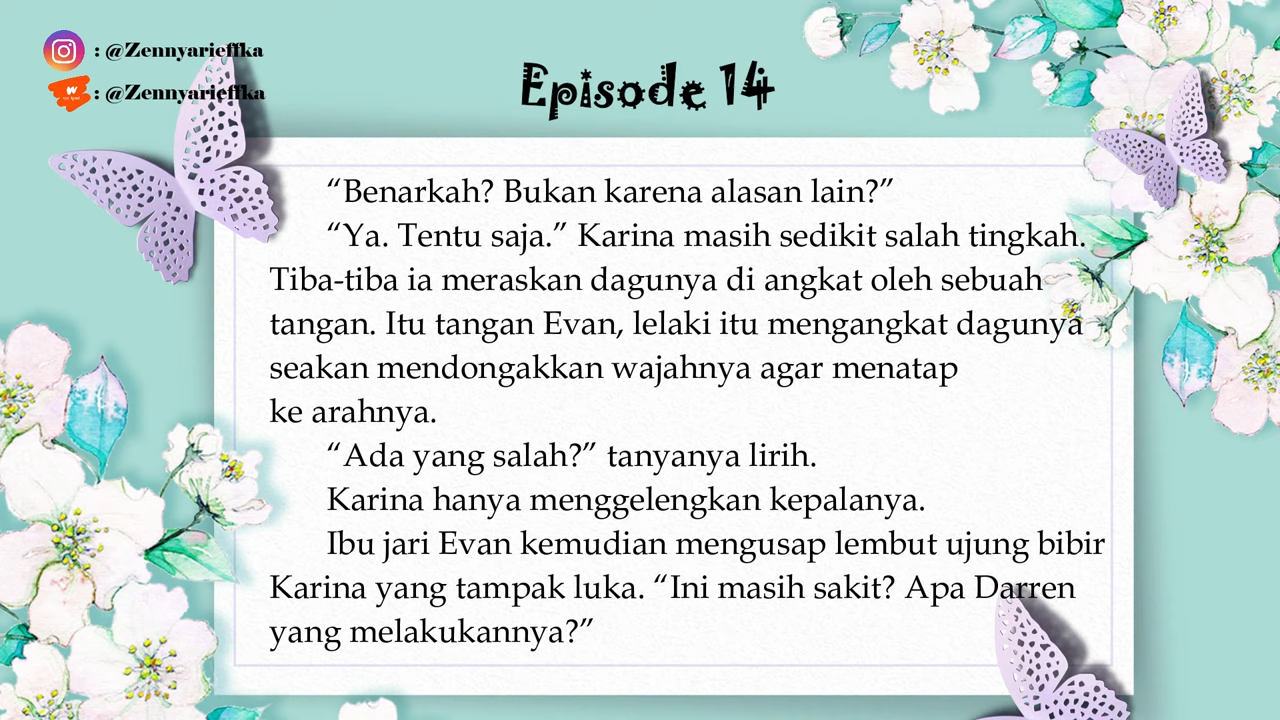 : @Zennyarieffka
: @Zennyarieffka
Episode 14
“Benarkah? Bukan karena alasan lain?”
“Ya. Tentu saja.” Karina masih sedikit salah tingkah.
Tiba-tiba ia meraskan dagunya di angkat oleh sebuah
tangan. Itu tangan Evan, lelaki itu mengangkat dagunya
seakan mendongakkan wajahnya agar menatap
ke arahnya.
“Ada yang salah?” tanyanya lirih.
Karina hanya menggelengkan kepalanya.
Ibu jari Evan kemudian mengusap lembut ujung bibir
Karina yang tampak luka. “Ini masih sakit? Apa Darren
yang melakukannya?”